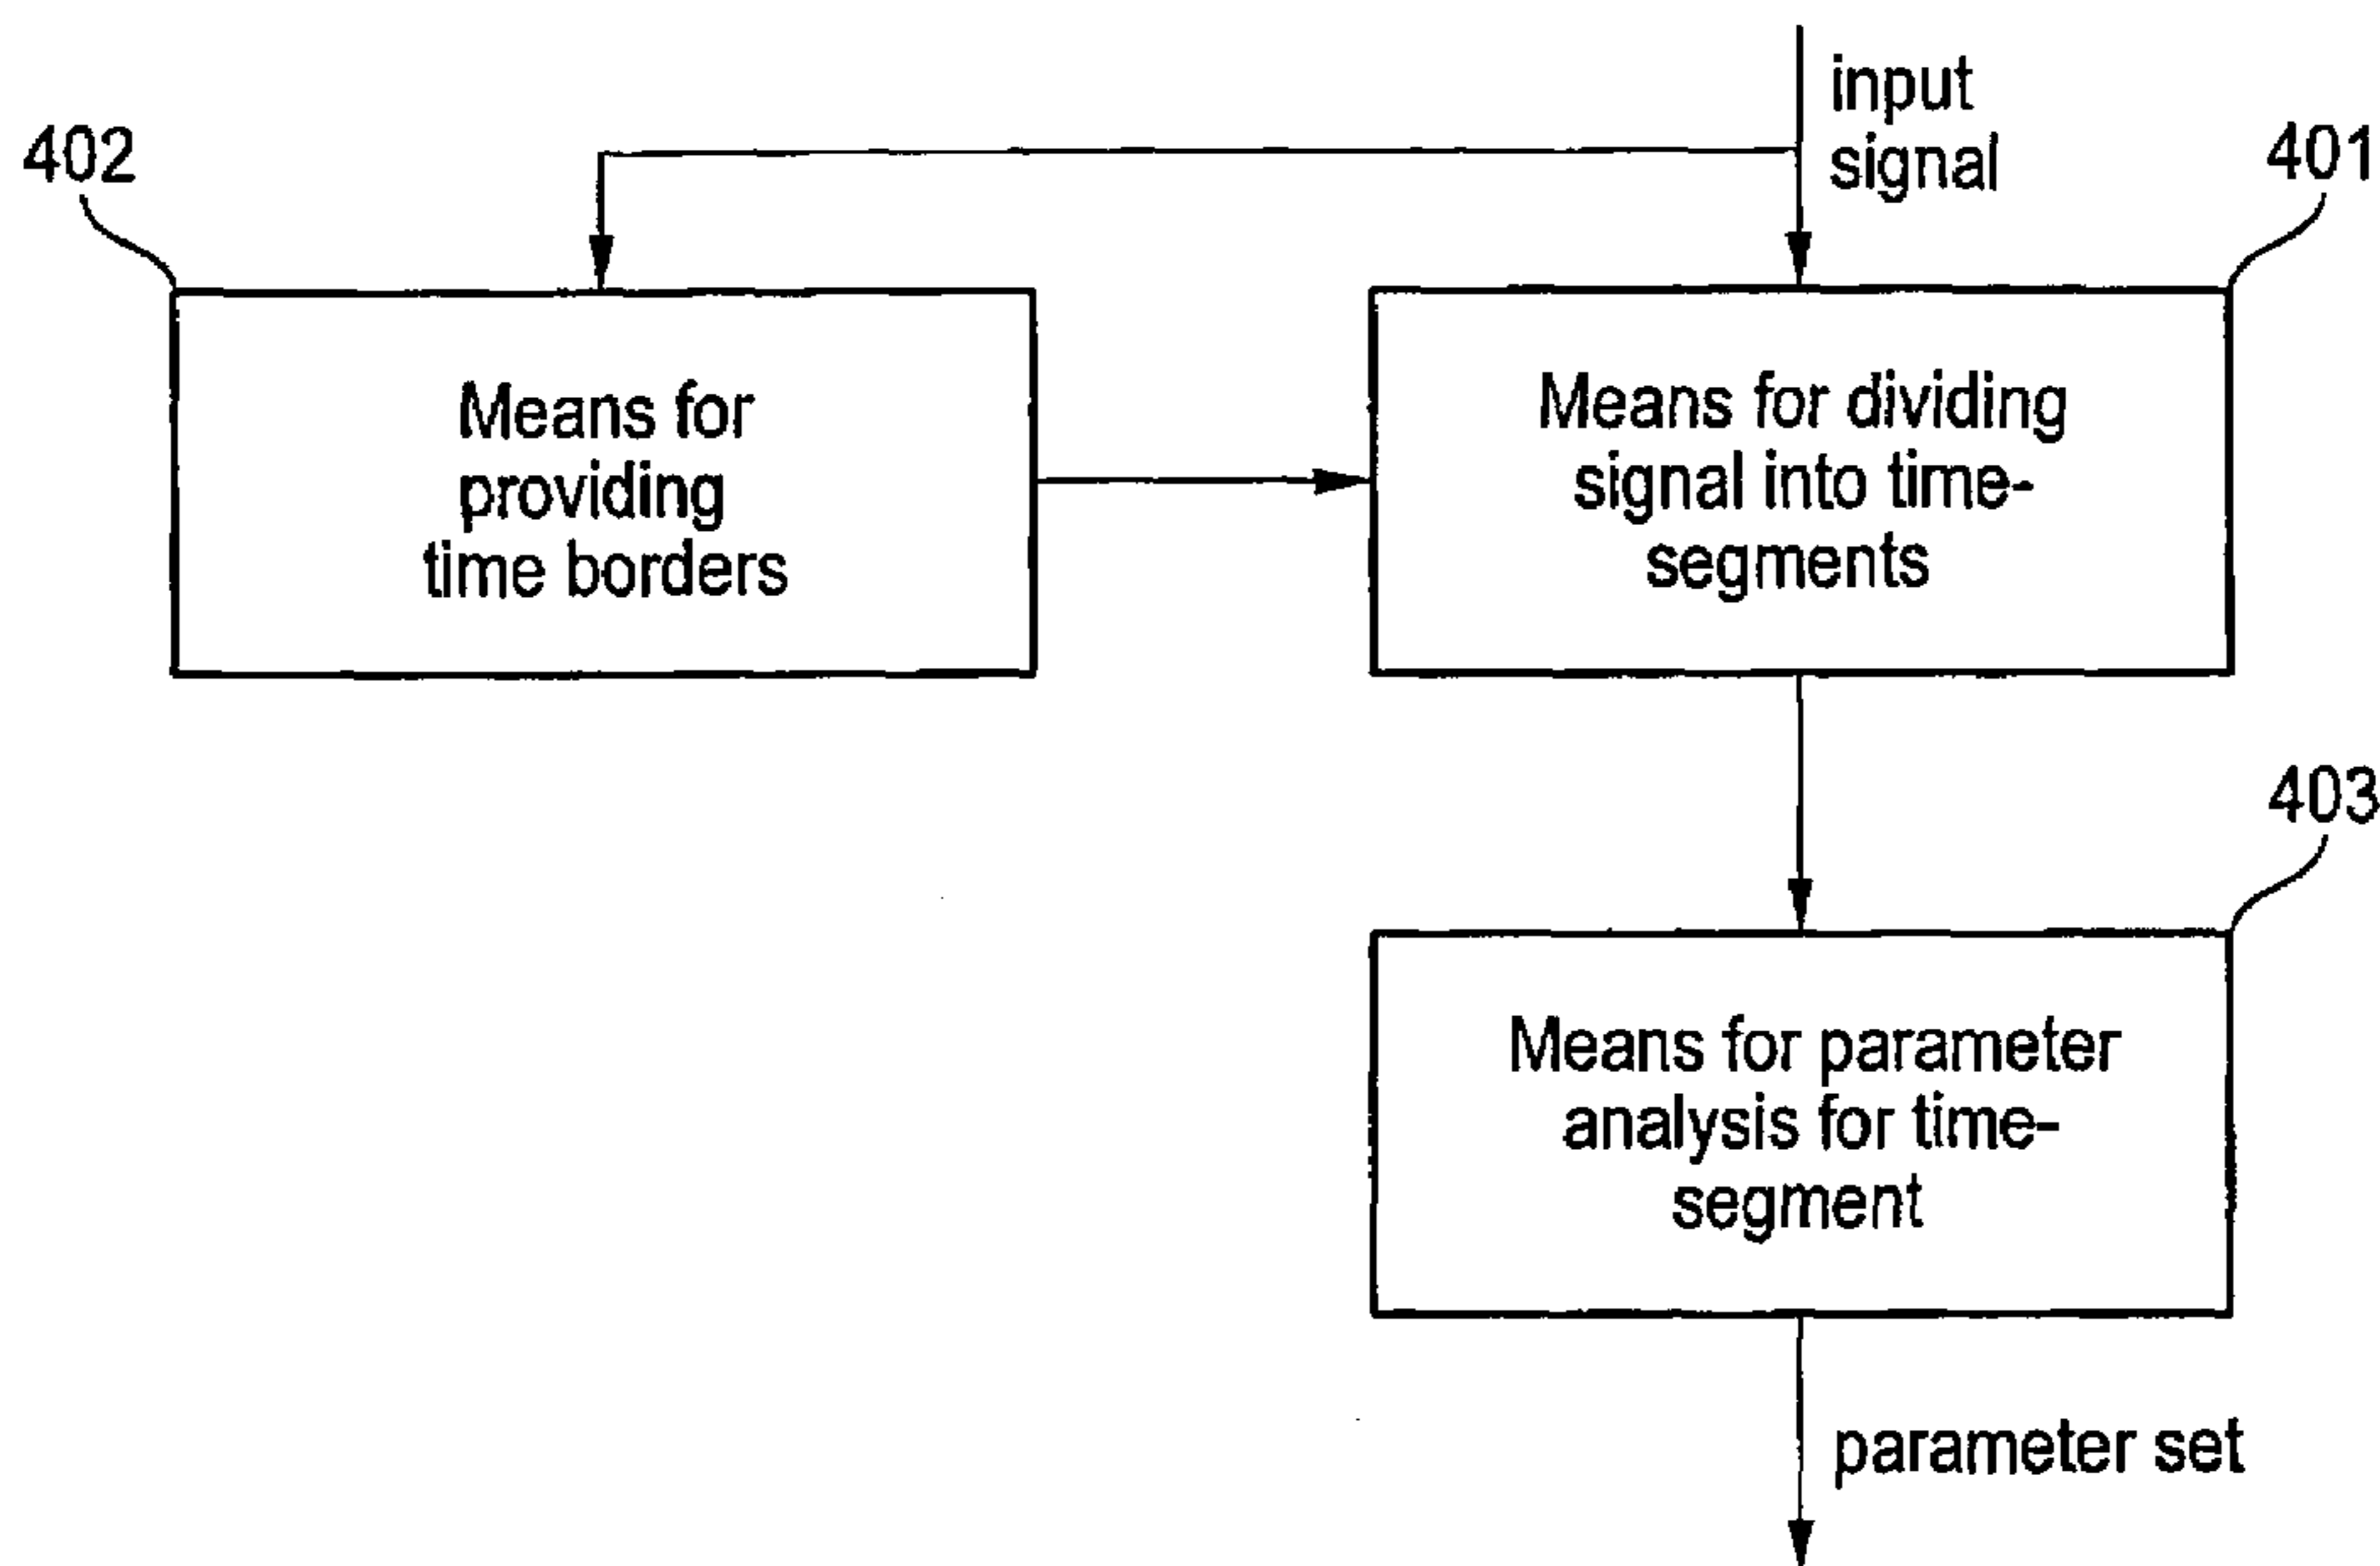 input
signal
402
401
Means for
providing
time borders
Means for dividing
signal into time-
segments
403
Means for parameter
analysis for time-
segment
parameter set